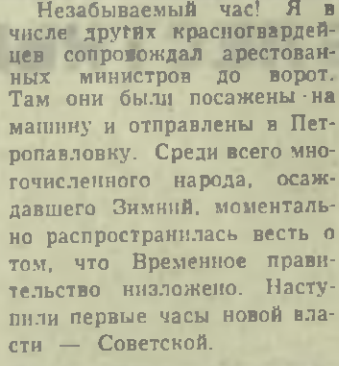 Незабываемый час! Я в
числе других красногвардей-
цев сопровождал арестован-
ных министров до ворот.
Там они были посажены на
машину и отправлены в Пет-
ропавловку. Среди всего мно-
гочисленного народа, осаж-
давшего Зимний, моменталь-
но распространилась весть о
том, что Временное прави-
тельство низложено. Насту-
пили первые часы новой вла-
сти — Советской.